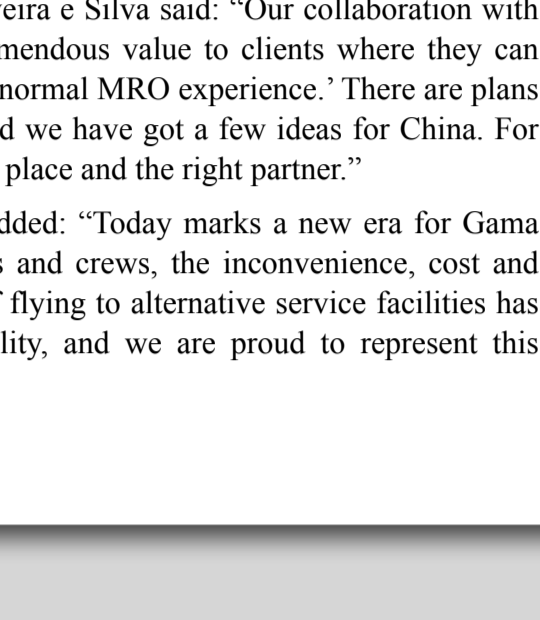 eira e Silva said: “Our collaboration with
mendous value to clients where they can
normal MRO experience.’ There are plans
d we have got a few ideas for China. For
place and the right partner.”
dded: “Today marks a new era for Gama
s and crews, the inconvenience, cost and
flying to alternative service facilities has
lity, and we are proud to represent this